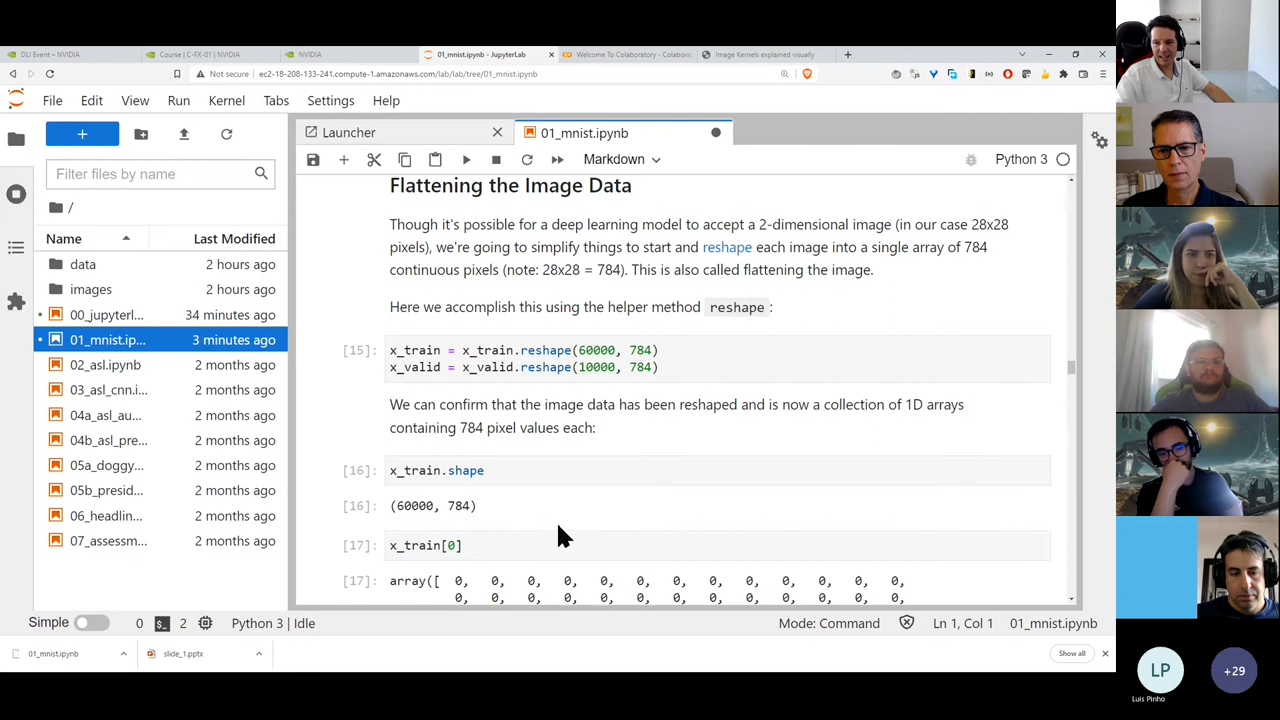 DLI Event – NVIDIA
Course | C-FX-01 | NVIDIA
NVIDIA
01_mnist.ipynb - JupyterLab
Welcome To Colaboratory - Colabora
Image Kernels explained visually
Not secure
ec2-18-208-133-241.compute-1.amazonaws.com/lab/lab/tree/01_mnist.ipynb
File Edit View Run Kernel Tabs Settings Help
Launcher
01_mnist.ipynb
Markdown
Python 3
Filter files by name
/
Name Last Modified
data 2 hours ago
images 2 hours ago
00_jupyterl... 34 minutes ago
01_mnist.ip... 3 minutes ago
02_asl.ipynb 2 months ago
03_asl_cnn.i... 2 months ago
04a_asl_au... 2 months ago
04b_asl_pre... 2 months ago
05a_doggy... 2 months ago
05b_presid... 2 months ago
06_headlin... 2 months ago
07_assessm... 2 months ago
Flattening the Image Data
Though it's possible for a deep learning model to accept a 2-dimensional image (in our case 28x28
pixels), we're going to simplify things to start and reshape each image into a single array of 784
continuous pixels (note: 28x28 = 784). This is also called flattening the image.
Here we accomplish this using the helper method reshape :
[15]: x_train = x_train.reshape(60000, 784)
x_valid = x_valid.reshape(10000, 784)
We can confirm that the image data has been reshaped and is now a collection of 1D arrays
containing 784 pixel values each:
[16]: x_train.shape
[16]: (60000, 784)
[17]: x_train[0]
[17]: array([ 0, 0, 0, 0, 0, 0, 0, 0, 0, 0, 0, 0, 0,
0, 0, 0, 0, 0, 0, 0, 0, 0, 0, 0, 0, 0,
Simple 0 2 Python 3 | Idle
Mode: Command Ln 1, Col 1 01_mnist.ipynb
01_mnist.ipynb
slide_1.pptx
Show all
LP
Luis Pinho
+29